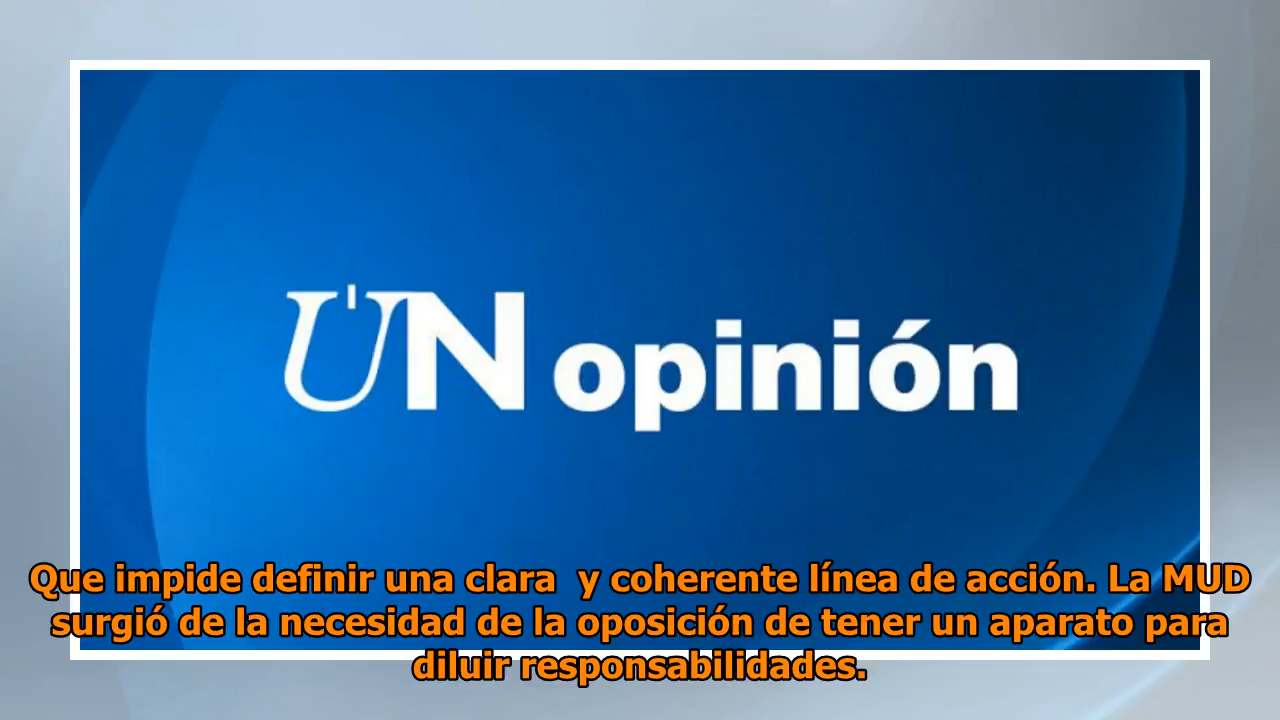 UN opinión
Que impide definir una clara  y coherente línea de acción. La MUD
surgió de la necesidad de la oposición de tener un aparato para
diluir responsabilidades.